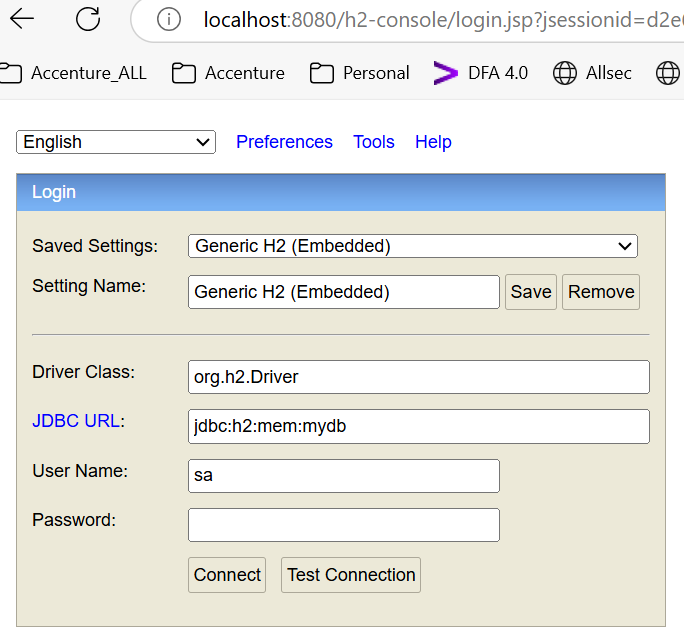 localhost:8080/h2-console/login.jsp?jsessionid=d2e
Accenture_ALL Accenture Personal DFA 4.0 Allsec
English Preferences Tools Help
Login
Saved Settings: Generic H2 (Embedded)
Setting Name: Generic H2 (Embedded) Save Remove
Driver Class: org.h2.Driver
JDBC URL: jdbc:h2:mem:mydb
User Name: sa
Password:
Connect Test Connection